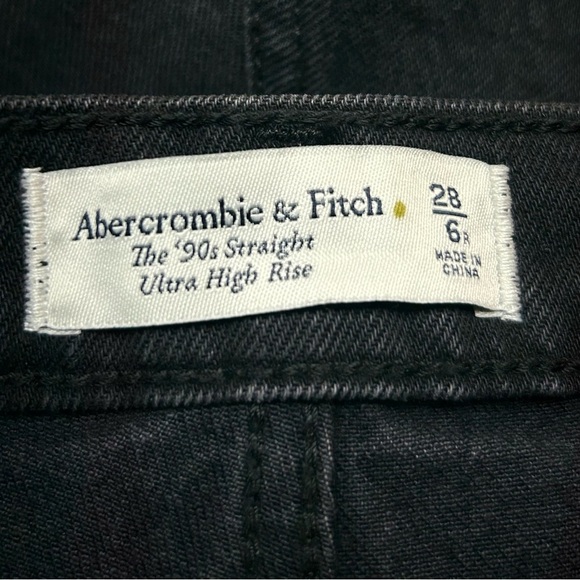 Abercrombie & Fitch
The '90s Straight
Ultra High Rise
28
6R
MADE IN
CHINA